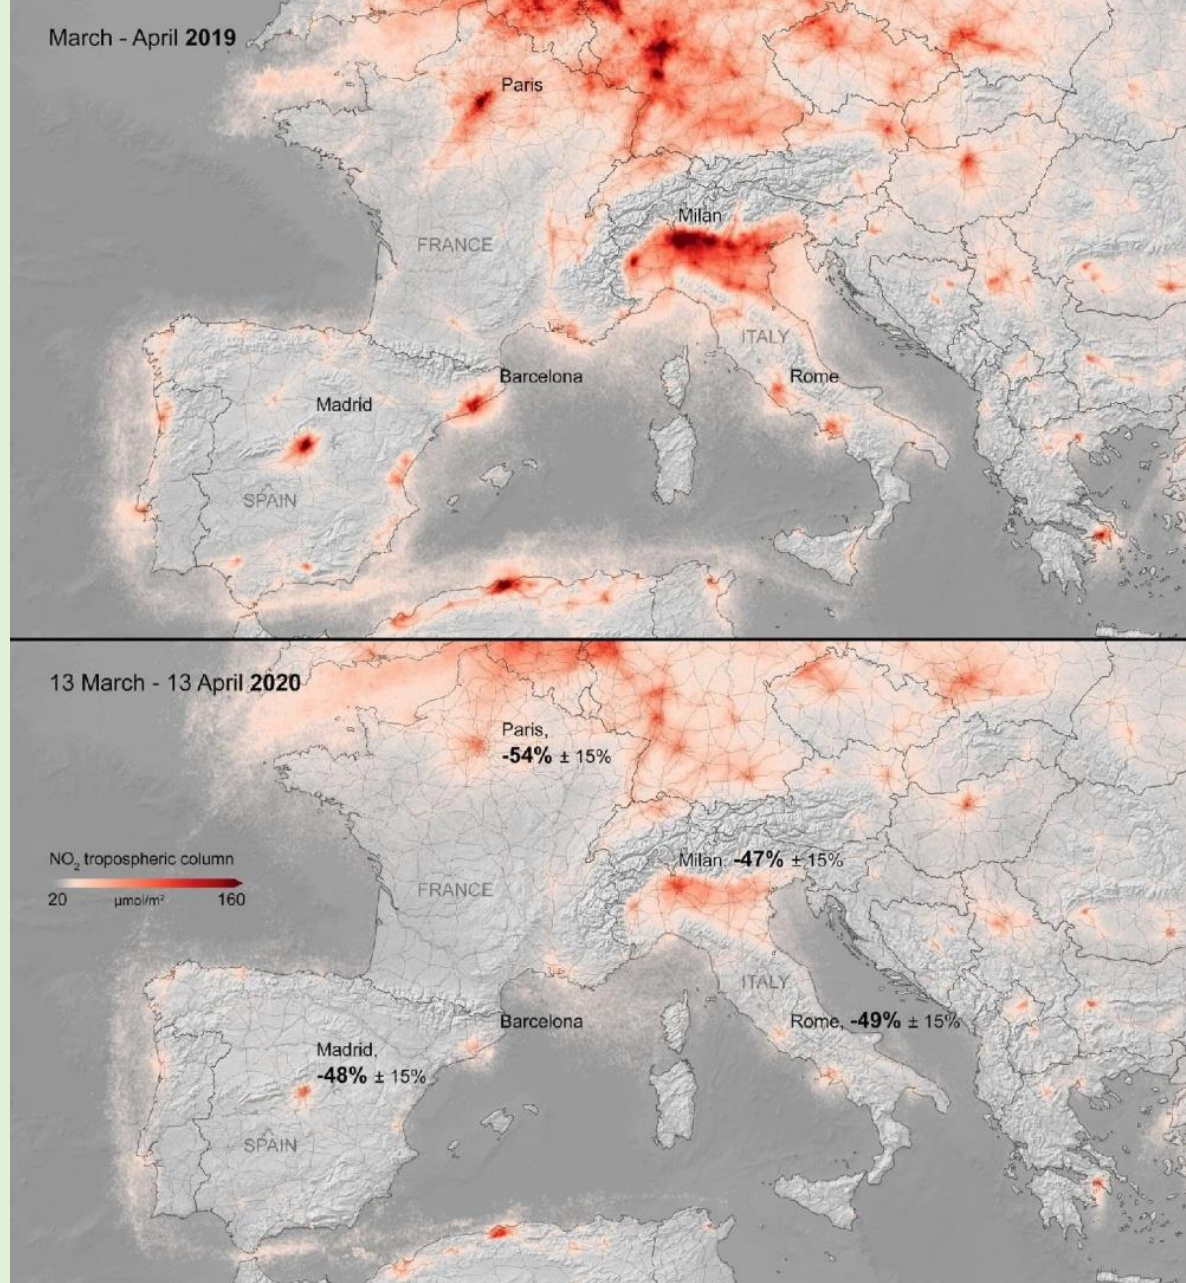 March - April 2019
Paris
Milan
FRANCE
ITALY
Barcelona
Rome
Madrid
SPAIN
13 March - 13 April 2020
Paris,
-54% ± 15%
NO₂ tropospheric column
20 µmol/m² 160
Milan, -47% ± 15%
FRANCE
ITALY
Barcelona
Rome, -49% ± 15%
Madrid,
-48% ± 15%
SPAIN